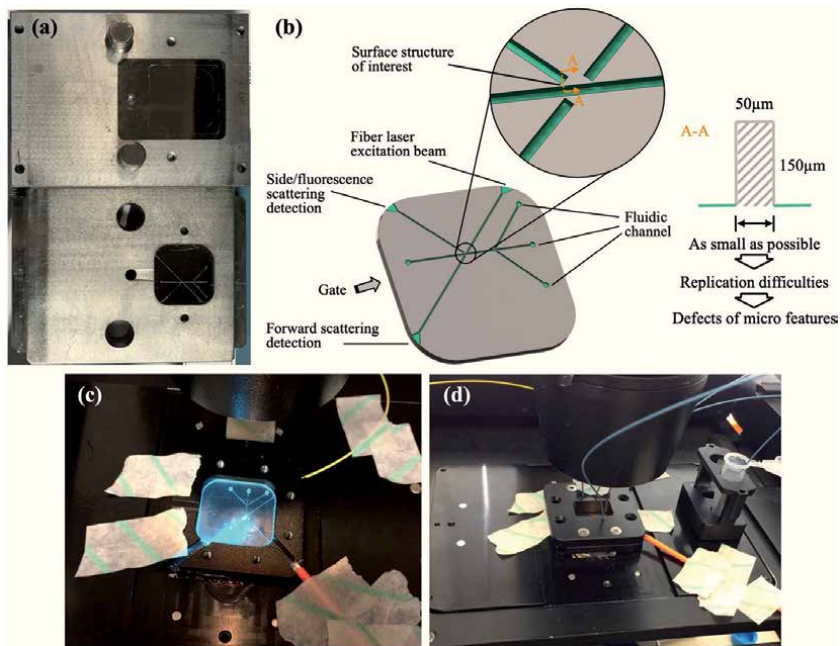 (a)
(b)
Surface structure
of interest
A
A
Fiber laser
excitation beam
Side/fluorescence
scattering
detection
Fluidic
channel
Gate
Forward scattering
detection
50μm
A-A
150μm
As small as possible
Replication difficulties
Defects of micro features
(c)
(d)